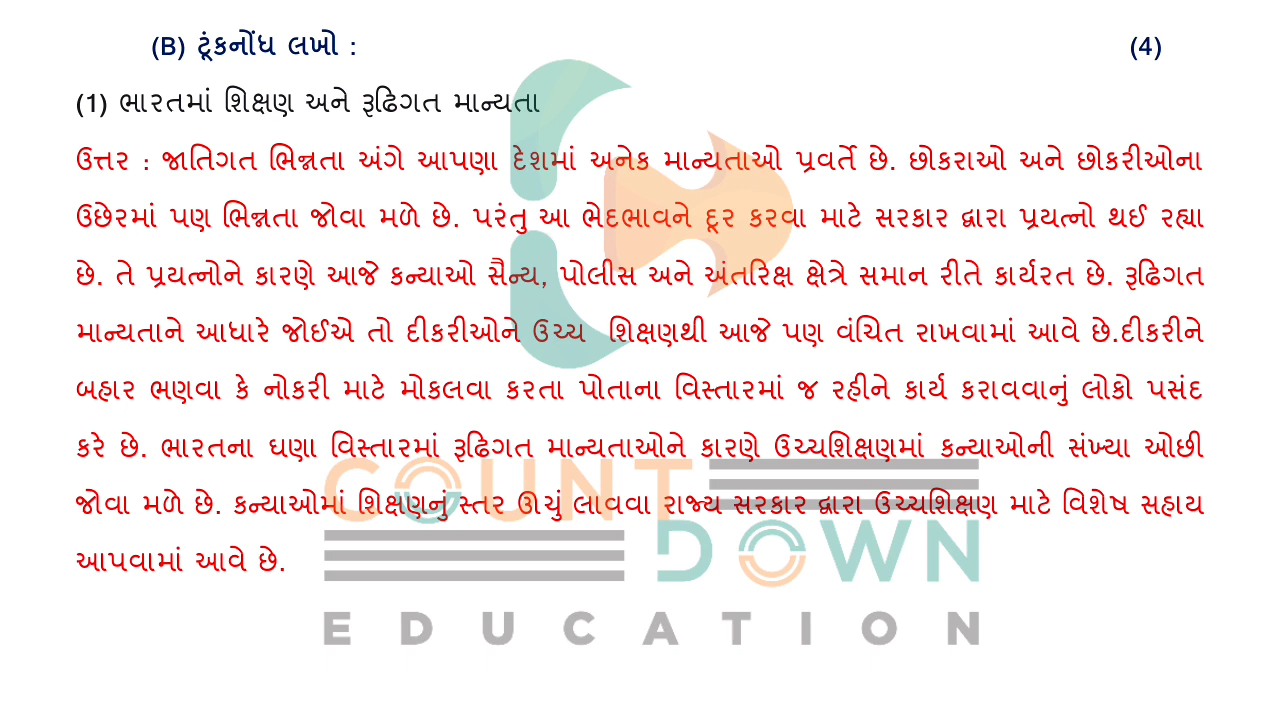 (B) ટૂંકનોંધ લખો : (4)
(1) ભારતમાં શિક્ષણ અને રૂઢિગત માન્યતા
ઉત્તર : જાતિગત ભિન્નતા અંગે આપણા દેશમાં અનેક માન્યતાઓ પ્રવર્તે છે. છોકરાઓ અને છોકરીઓના
ઉછેરમાં પણ ભિન્નતા જોવા મળે છે. પરંતુ આ ભેદભાવને દૂર કરવા માટે સરકાર દ્વારા પ્રયત્નો થઈ રહ્યા
છે. તે પ્રયત્નોને કારણે આજે કન્યાઓ સૈન્ય, પોલીસ અને અંતરિક્ષ ક્ષેત્રે સમાન રીતે કાર્યરત છે. રૂઢિગત
માન્યતાને આધારે જોઈએ તો દીકરીઓને ઉચ્ચ શિક્ષણથી આજે પણ વંચિત રાખવામાં આવે છે.દીકરીને
બહાર ભણવા કે નોકરી માટે મોકલવા કરતા પોતાના વિસ્તારમાં જ રહીને કાર્ય કરાવવાનું લોકો પસંદ
કરે છે. ભારતના ઘણા વિસ્તારમાં રૂઢિગત માન્યતાઓને કારણે ઉચ્ચશિક્ષણમાં કન્યાઓની સંખ્યા ઓછી
જોવા મળે છે. કન્યાઓમાં શિક્ષણનું સ્તર ઊચું લાવવા રાજ્ય સરકાર દ્વારા ઉચ્ચશિક્ષણ માટે વિશેષ સહાય
આપવામાં આવે છે.
COUNT
DOWN
EDUCATION